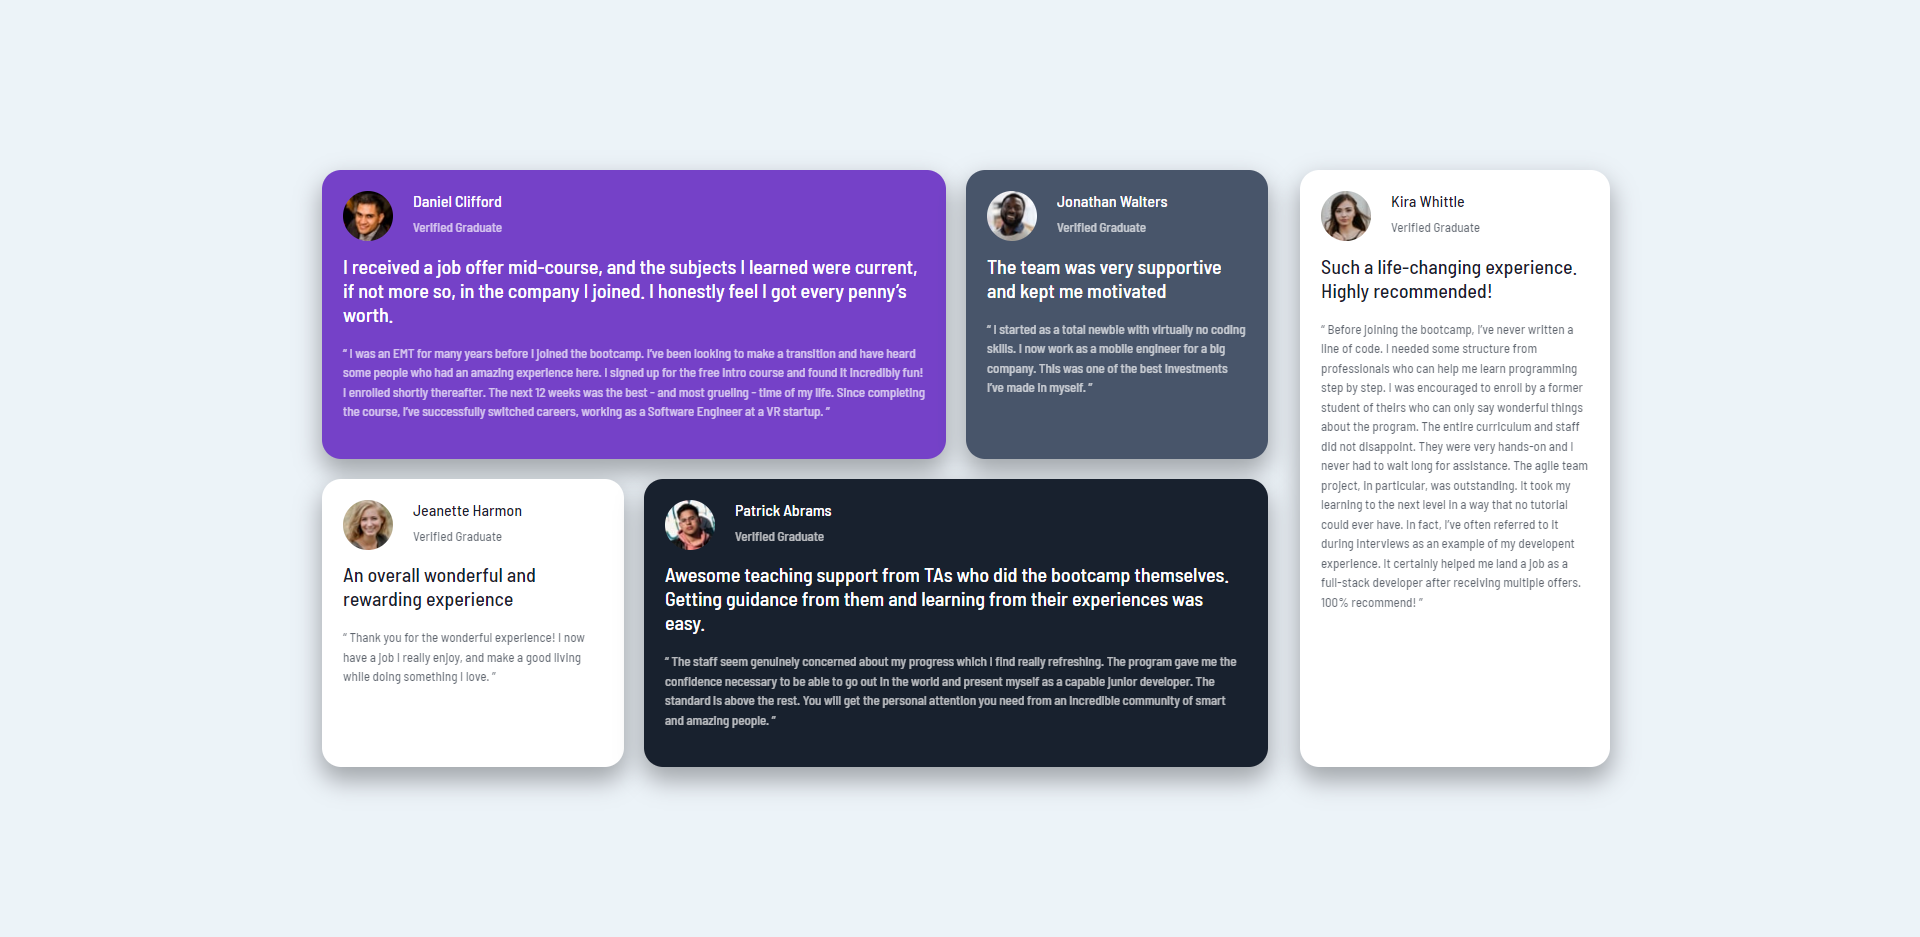 Daniel Clifford
Verified Graduate
I received a job offer mid-course, and the subjects I learned were current,
if not more so, in the company I joined. I honestly feel I got every penny’s
worth.
“ I was an EMT for many years before I joined the bootcamp. I’ve been looking to make a transition and have heard
some people who had an amazing experience here. I signed up for the free intro course and found it incredibly fun!
I enrolled shortly thereafter. The next 12 weeks was the best - and most grueling - time of my life. Since completing
the course, I’ve successfully switched careers, working as a Software Engineer at a VR startup. ”
Jonathan Walters
Verified Graduate
The team was very supportive
and kept me motivated
“ I started as a total newbie with virtually no coding
skills. I now work as a mobile engineer for a big
company. This was one of the best investments
I’ve made in myself. ”
Kira Whittle
Verified Graduate
Such a life-changing experience.
Highly recommended!
“ Before joining the bootcamp, I’ve never written a
line of code. I needed some structure from
professionals who can help me learn programming
step by step. I was encouraged to enroll by a former
student of theirs who can only say wonderful things
about the program. The entire curriculum and staff
did not disappoint. They were very hands-on and I
never had to wait long for assistance. The agile team
project, in particular, was outstanding. It took my
learning to the next level in a way that no tutorial
could ever have. In fact, I’ve often referred to it
during interviews as an example of my developent
experience. It certainly helped me land a job as a
full-stack developer after receiving multiple offers.
100% recommend! ”
Jeanette Harmon
Verified Graduate
An overall wonderful and
rewarding experience
“ Thank you for the wonderful experience! I now
have a job I really enjoy, and make a good living
while doing something I love. ”
Patrick Abrams
Verified Graduate
Awesome teaching support from TAs who did the bootcamp themselves.
Getting guidance from them and learning from their experiences was
easy.
“ The staff seem genuinely concerned about my progress which I find really refreshing. The program gave me the
confidence necessary to be able to go out in the world and present myself as a capable junior developer. The
standard is above the rest. You will get the personal attention you need from an incredible community of smart
and amazing people. ”